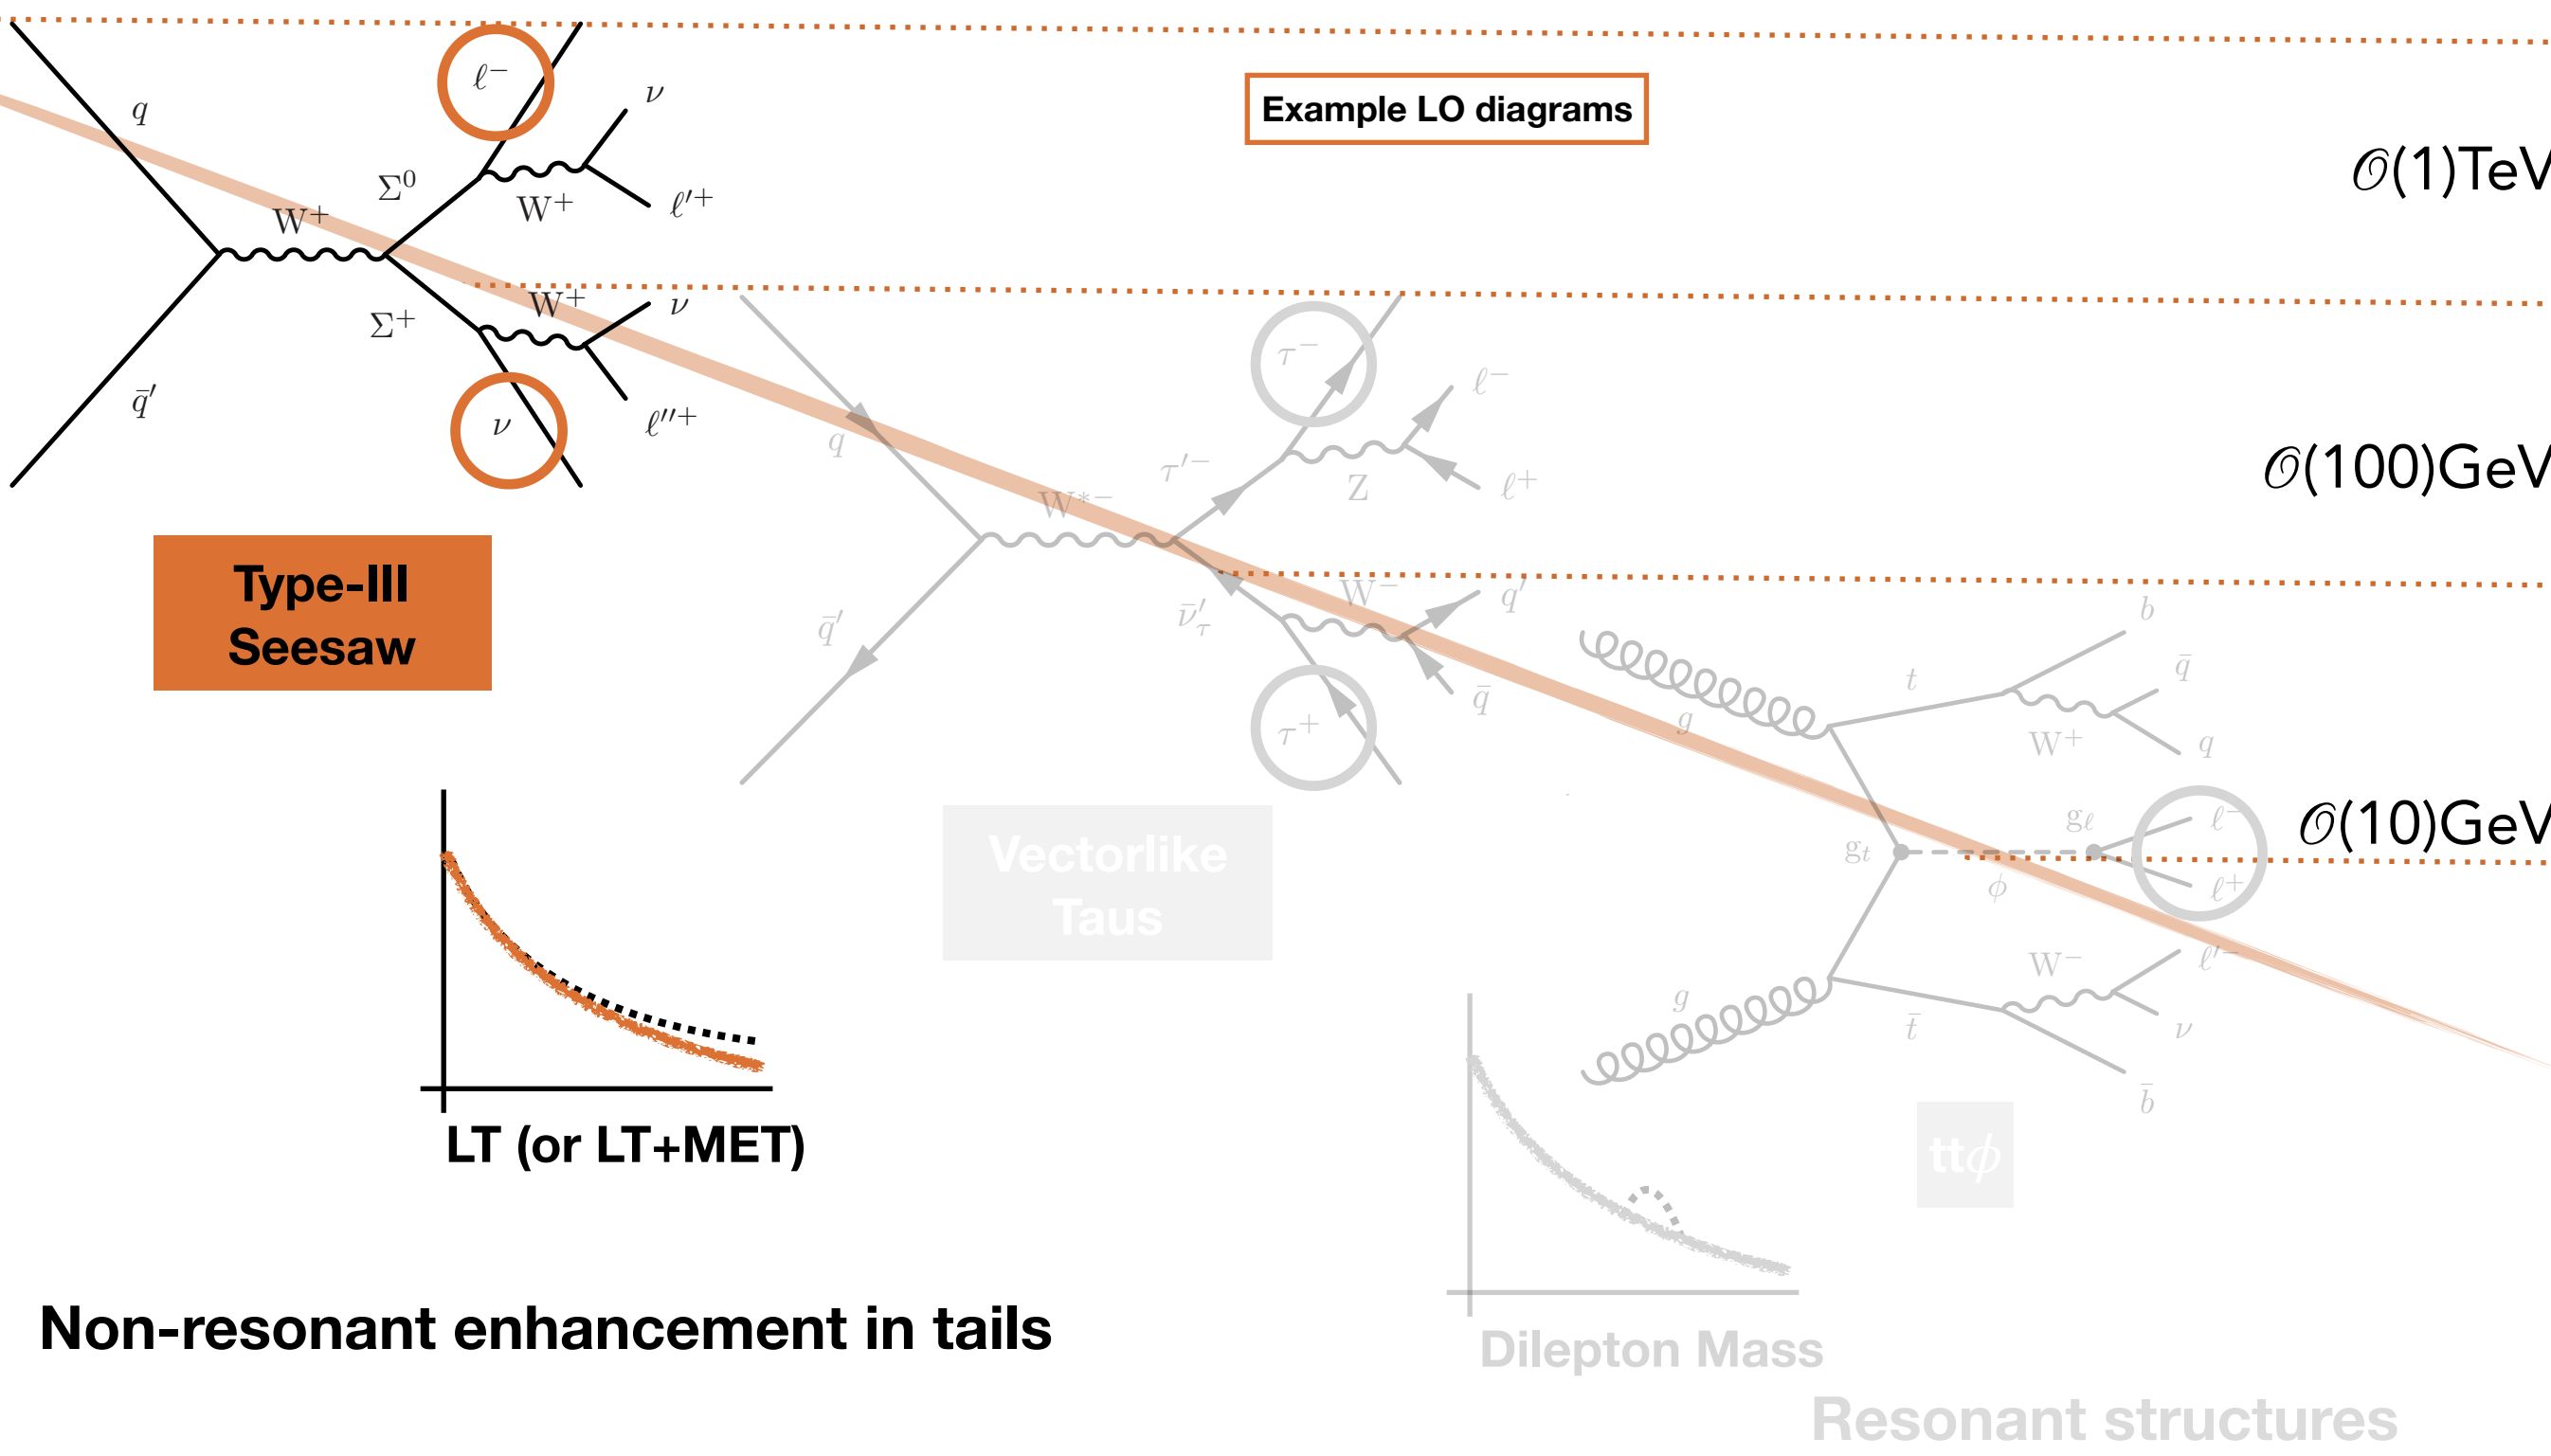 Example LO diagrams
𝒪(1)TeV
𝒪(100)GeV
𝒪(10)GeV
q
q̄′
W⁺
Σ⁰
Σ⁺
ℓ⁻
W⁺
ν
ℓ′⁺
W⁺
ν
ℓ″⁺
ν
Type-III
Seesaw
q
q̄′
W*⁻
τ′⁻
ν̄′τ
τ⁻
Z
ℓ⁻
ℓ⁺
W⁻
q′
q̄
τ⁺
Vectorlike
Taus
g
g
t
b
W⁺
q̄
q
gₜ
ϕ
gℓ
ℓ⁻
ℓ⁺
t̄
W⁻
ℓ′⁻
ν
b̄
ttϕ
LT (or LT+MET)
Non-resonant enhancement in tails
Dilepton Mass
Resonant structures